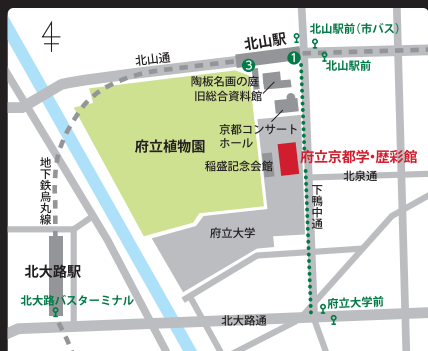 北山駅
北山駅前(市バス)
北山通
3
1
北山駅前
陶板名画の庭
旧総合資料館
京都コンサート
ホール
府立植物園
府立京都学・歴彩館
稲盛記念会館
北泉通
地下鉄烏丸線
下鴨中通
府立大学
北大路駅
北大路バスターミナル
府立大学前
北大路通